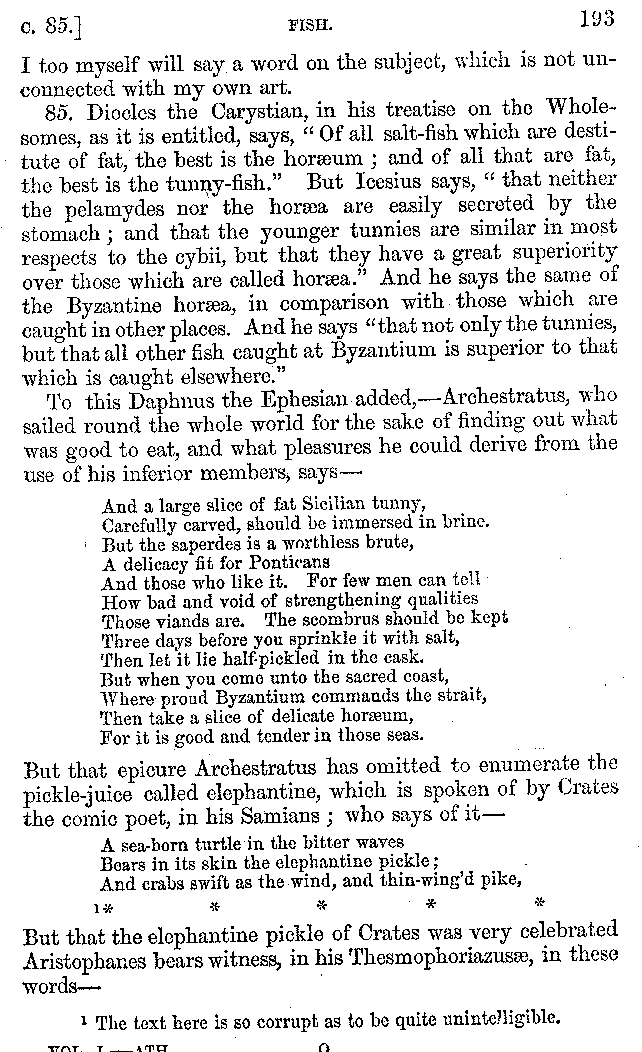 C. 85.] FISH. 193
I too myself will say a word on the subject, which is not un-
connected with my own art.
85. Diocles the Carystian, in his treatise on the Whole-
somes, as it is entitled, says, "Of all salt-fish which are desti-
tute of fat, the best is the horæum ; and of all that are fat,
the best is the tunny-fish." But Icesius says, "that neither
the pelamydes nor the horæa are easily secreted by the
stomach ; and that the younger tunnies are similar in most
respects to the cybii, but that they have a great superiority
over those which are called horæa." And he says the same of
the Byzantine horæa, in comparison with those which are
caught in other places. And he says "that not only the tunnies,
but that all other fish caught at Byzantium is superior to that
which is caught elsewhere."
To this Daphnus the Ephesian added,—Archestratus, who
sailed round the whole world for the sake of finding out what
was good to eat, and what pleasures he could derive from the
use of his inferior members, says—
And a large slice of fat Sicilian tunny,
Carefully carved, should be immersed in brine.
But the saperdes is a worthless brute,
A delicacy fit for Ponticans
And those who like it. For few men can tell
How bad and void of strengthening qualities
Those viands are. The scombrus should be kept
Three days before you sprinkle it with salt,
Then let it lie half-pickled in the cask.
But when you come unto the sacred coast,
Where proud Byzantium commands the strait,
Then take a slice of delicate horæum,
For it is good and tender in those seas.
But that epicure Archestratus has omitted to enumerate the
pickle-juice called elephantine, which is spoken of by Crates
the comic poet, in his Samians ; who says of it—
A sea-born turtle in the bitter waves
Bears in its skin the elephantine pickle ;
And crabs swift as the wind, and thin-wing'd pike,
1* * * * *
But that the elephantine pickle of Crates was very celebrated
Aristophanes bears witness, in his Thesmophoriazusæ, in these
words—
1 The text here is so corrupt as to be quite unintelligible.
VOL. I.—ATH. O